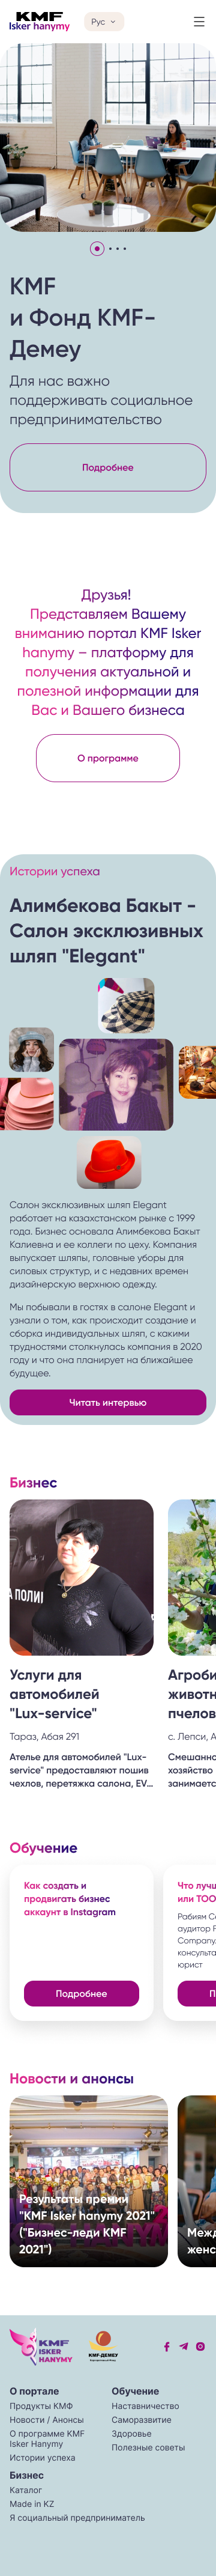 KMF
Isker hanymy
Рус
KMF
и Фонд KMF-
Демеу
Для нас важно
поддерживать социальное
предпринимательство
Подробнее
Друзья!
Представляем Вашему
вниманию портал KMF Isker
hanymy – платформу для
получения актуальной и
полезной информации для
Вас и Вашего бизнеса
О программе
Истории успеха
Алимбекова Бакыт -
Салон эксклюзивных
шляп "Elegant"
Салон эксклюзивных шляп Elegant
работает на казахстанском рынке с 1999
года. Бизнес основала Алимбекова Бакыт
Калиевна и ее коллеги по цеху. Компания
выпускает шляпы, головные уборы для
силовых структур, и с недавних времен
дизайнерскую верхнюю одежду.
Мы побывали в гостях в салоне Elegant и
узнали о том, как происходит создание и
сборка индивидуальных шляп, с какими
трудностями столкнулась компания в 2020
году и что она планирует на ближайшее
будущее.
Читать интервью
Бизнес
А ПОЛИ
Услуги для
автомобилей
"Lux-service"
Тараз, Абая 291
Ателье для автомобилей "Lux-
service" предоставляют пошив
чехлов, перетяжка салона, EV...
Агроби
животн
пчелов
с. Лепси, А
Смешанно
хозяйство
занимаетс
Обучение
Как создать и
продвигать бизнес
аккаунт в Instagram
Подробнее
Что лучш
или ТОО
Рабиям Се
аудитор F
Company,
консульта
юрист
П
Новости и анонсы
Результаты премии
"KMF Isker hanymy 2021"
("Бизнес-леди KMF
2021")
Межд
женс
KMF
ISKER
HANYMY
КМФ-ДЕМЕУ
О портале
Продукты КМФ
Новости / Анонсы
О программе KMF
Isker Hanymy
Истории успеха
Обучение
Наставничество
Саморазвитие
Здоровье
Полезные советы
Бизнес
Каталог
Made in KZ
Я социальный предприниматель